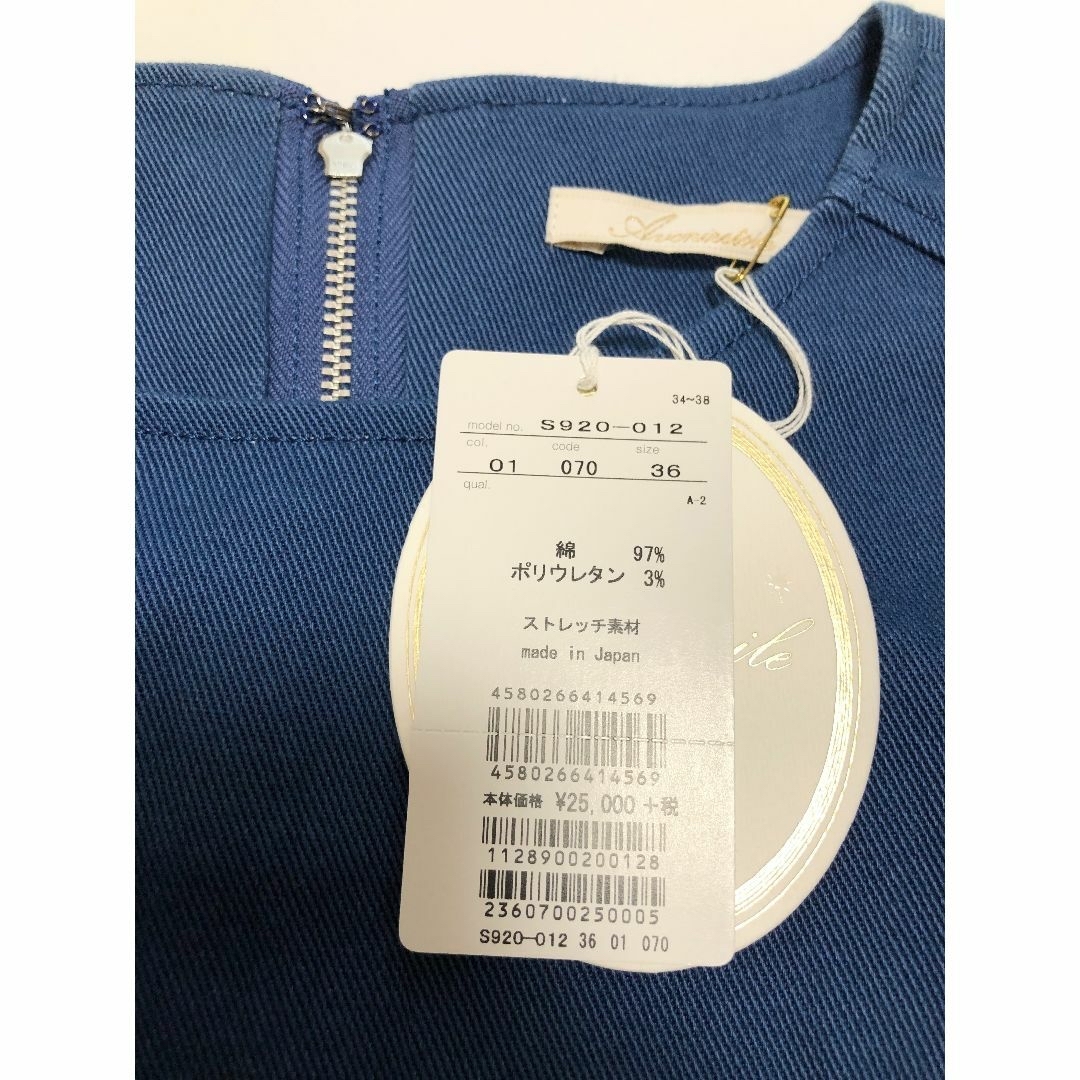 34~38
model no. S920-012
col. code size
01 070 36
qual.
A-2
綿 97%
ポリウレタン 3%
ストレッチ素材
made in Japan
4580266414569
4580266414569
本体価格 ¥25,000 +税
1128900200128
2360700250005
S920-012 36 01 070